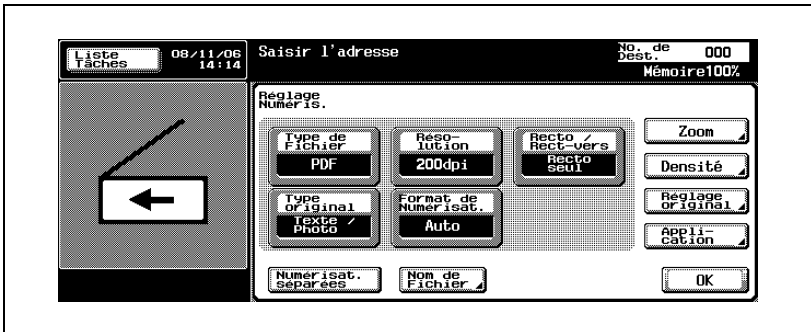 Liste
Tâches
08/11/06
14:14
Saisir l'adresse
No. de
Dest.
000
Mémoire100%
Réglage
Numéris.
Type de
Fichier
PDF
Réso-
lution
200dpi
Recto /
Rect-vers
Recto
seul
Zoom
Densité
Type
original
Texte /
Photo
Format de
Numérisat.
Auto
Réglage
original
Appli-
cation
Numérisat.
séparées
Nom de
Fichier
OK